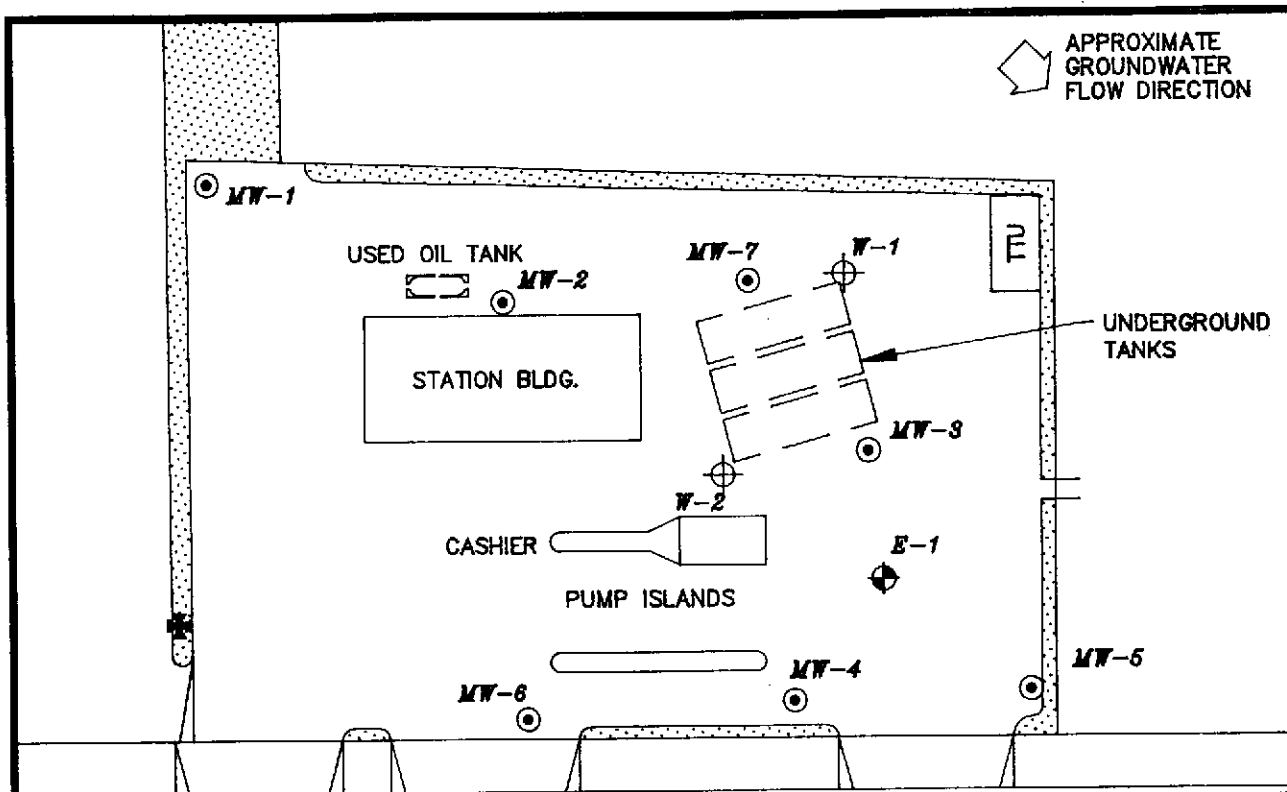 APPROXIMATE
GROUNDWATER
FLOW DIRECTION
MW-1
USED OIL TANK
MW-2
MW-7
W-1
UNDERGROUND
TANKS
STATION BLDG.
MW-3
W-2
CASHIER
E-1
PUMP ISLANDS
MW-5
MW-4
MW-6